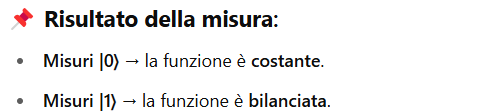 📌 Risultato della misura:
• Misuri |0⟩ → la funzione è costante.
• Misuri |1⟩ → la funzione è bilanciata.